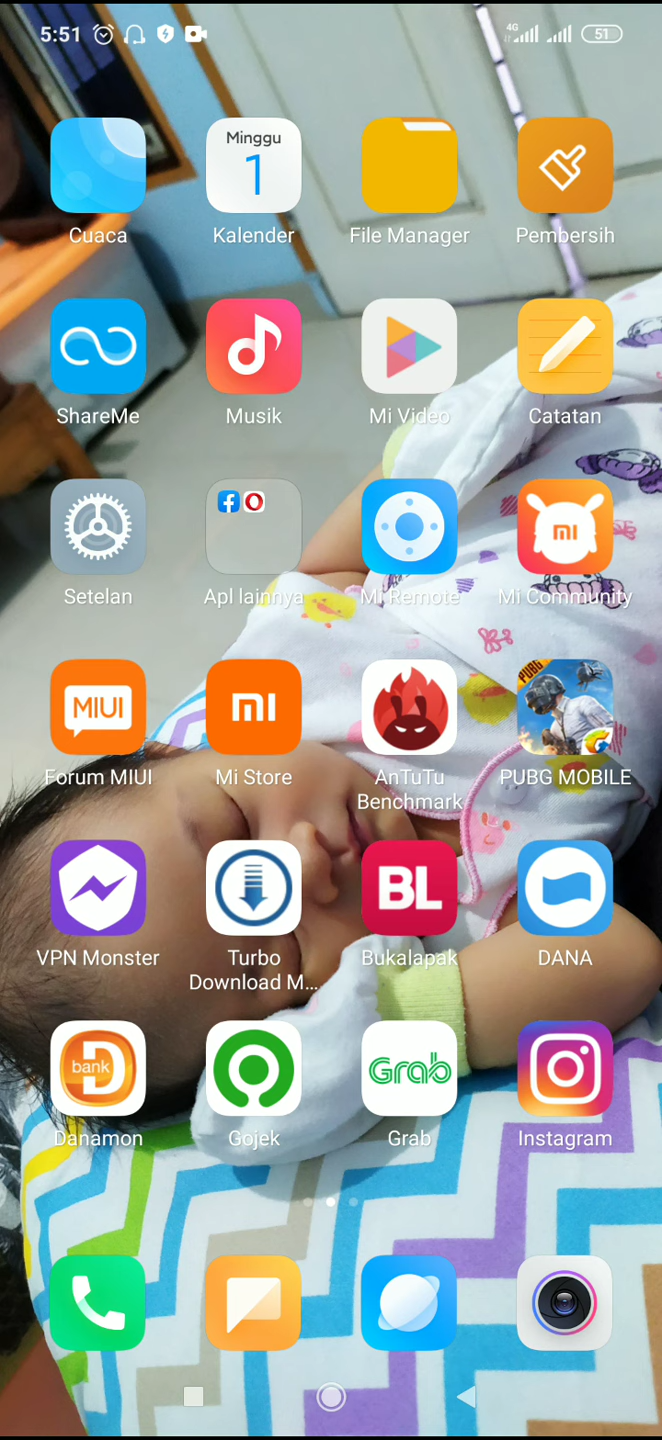 5:51
4G
51
Minggu
1
Cuaca
Kalender
File Manager
Pembersih
ShareMe
Musik
Mi Video
Catatan
Setelan
Apl lainnya
Mi Remote
mi
Mi Community
MIUI
mi
PUBG
Forum MIUI
Mi Store
AnTuTu
Benchmark
PUBG MOBILE
BL
VPN Monster
Turbo
Download M...
Bukalapak
DANA
bank D
Grab
Danamon
Gojek
Grab
Instagram